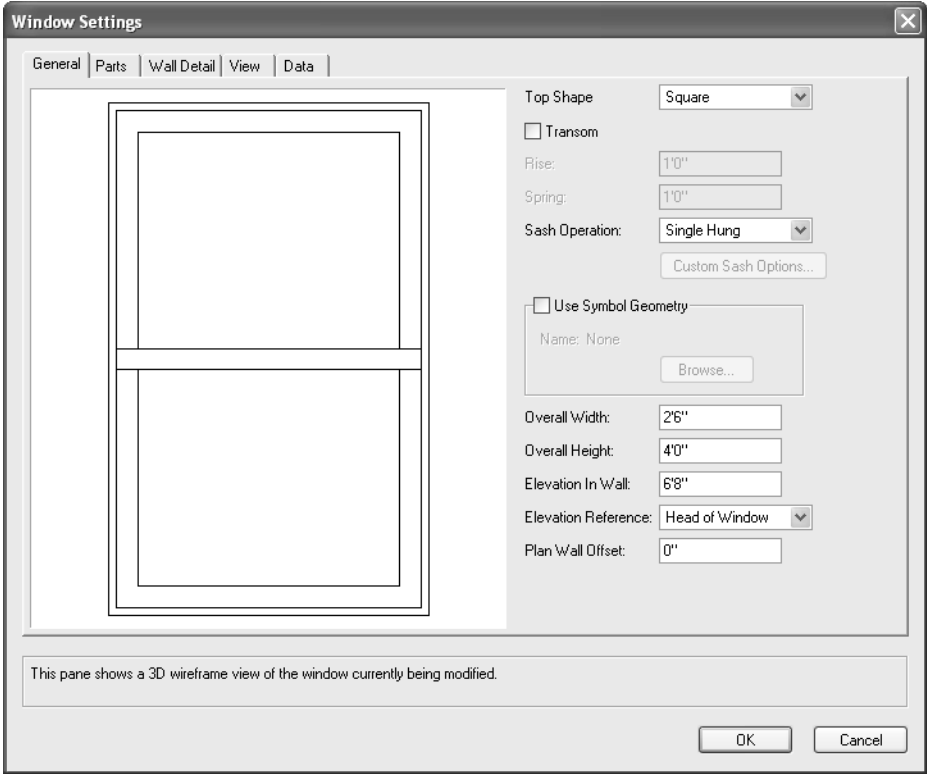 Window Settings
General Parts Wall Detail View Data
Top Shape Square
Transom
Rise: 1'0"
Spring: 1'0"
Sash Operation: Single Hung
Custom Sash Options...
Use Symbol Geometry
Name: None
Browse...
Overall Width: 2'6"
Overall Height: 4'0"
Elevation In Wall: 6'8"
Elevation Reference: Head of Window
Plan Wall Offset: 0"
This pane shows a 3D wireframe view of the window currently being modified.
OK Cancel